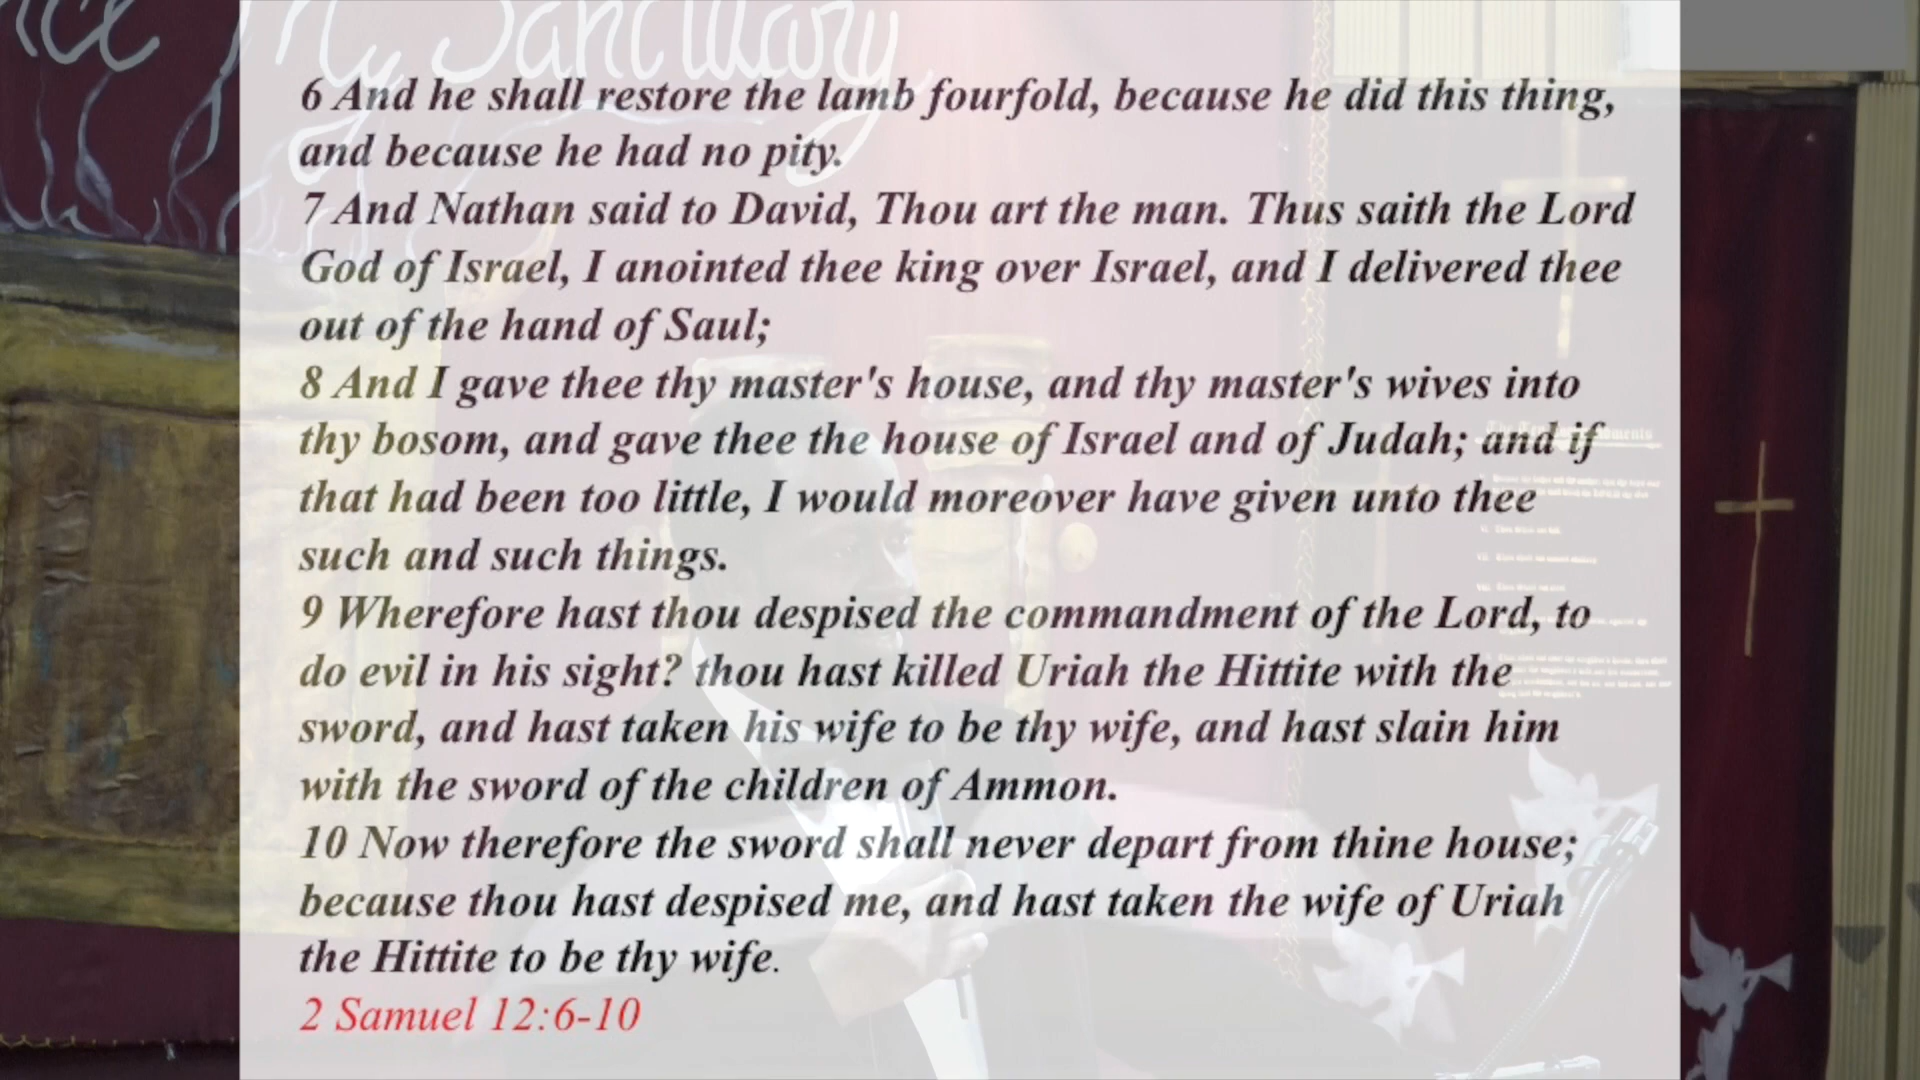 My Sanctuary
6 And he shall restore the lamb fourfold, because he did this thing,
and because he had no pity.
7 And Nathan said to David, Thou art the man. Thus saith the Lord
God of Israel, I anointed thee king over Israel, and I delivered thee
out of the hand of Saul;
8 And I gave thee thy master's house, and thy master's wives into
thy bosom, and gave thee the house of Israel and of Judah; and if
that had been too little, I would moreover have given unto thee
such and such things.
9 Wherefore hast thou despised the commandment of the Lord, to
do evil in his sight? thou hast killed Uriah the Hittite with the
sword, and hast taken his wife to be thy wife, and hast slain him
with the sword of the children of Ammon.
10 Now therefore the sword shall never depart from thine house;
because thou hast despised me, and hast taken the wife of Uriah
the Hittite to be thy wife.
2 Samuel 12:6-10